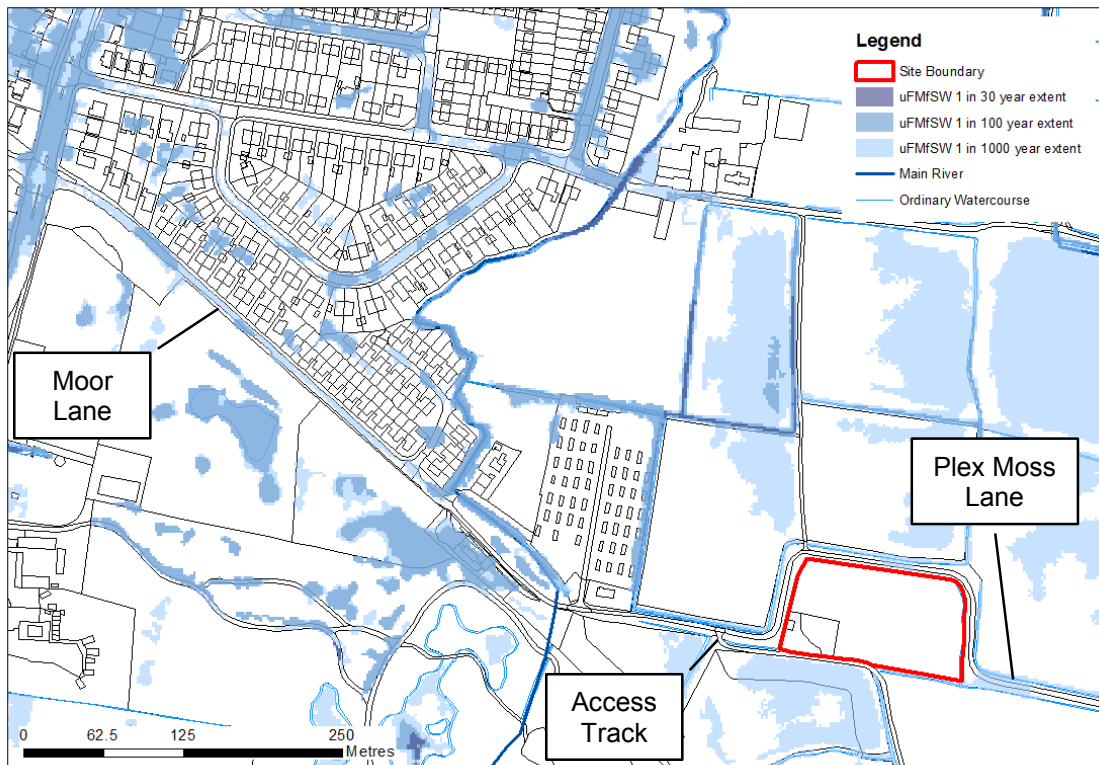 Legend
Site Boundary
uFMfSW 1 in 30 year extent
uFMfSW 1 in 100 year extent
uFMfSW 1 in 1000 year extent
Main River
Ordinary Watercourse
Moor
Lane
Plex Moss
Lane
Access
Track
0 62.5 125 250
Metres